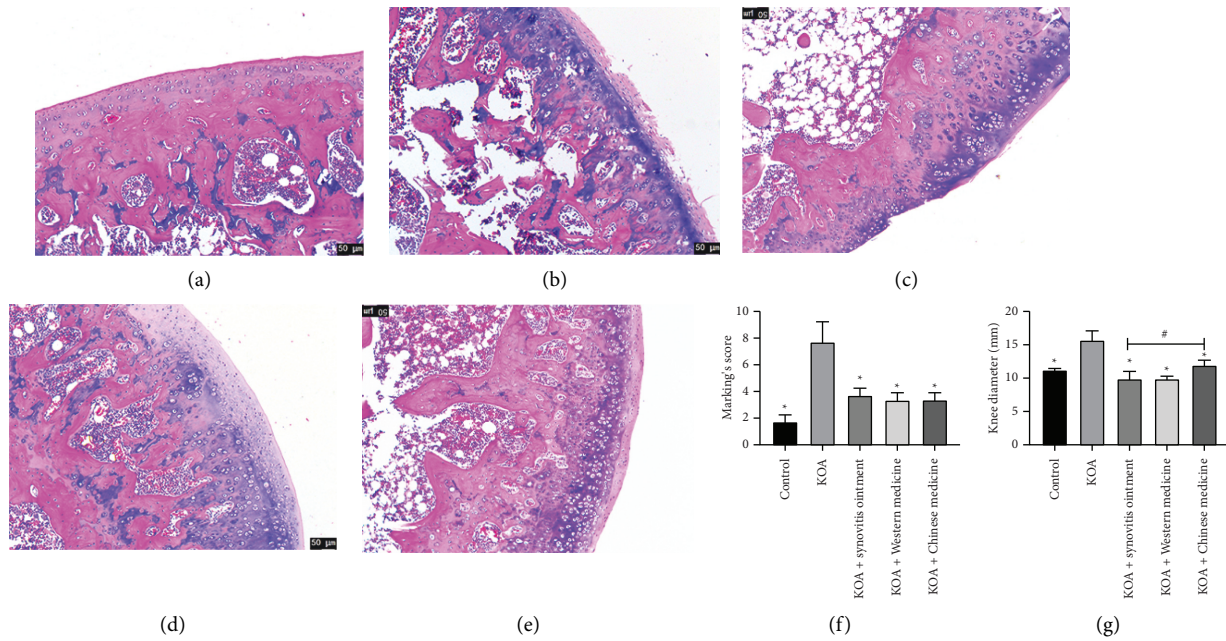 50 µm
50 µm
50 µm
(a)
(b)
(c)
50 µm
50 µm
(d)
(e)
Marking's score
10
8
6
4
2
0
*
*
*
*
Control
KOA
KOA + synovitis ointment
KOA + Western medicine
KOA + Chinese medicine
(f)
Knee diameter (mm)
20
15
10
5
0
*
*
*
*
#
Control
KOA
KOA + synovitis ointment
KOA + Western medicine
KOA + Chinese medicine
(g)